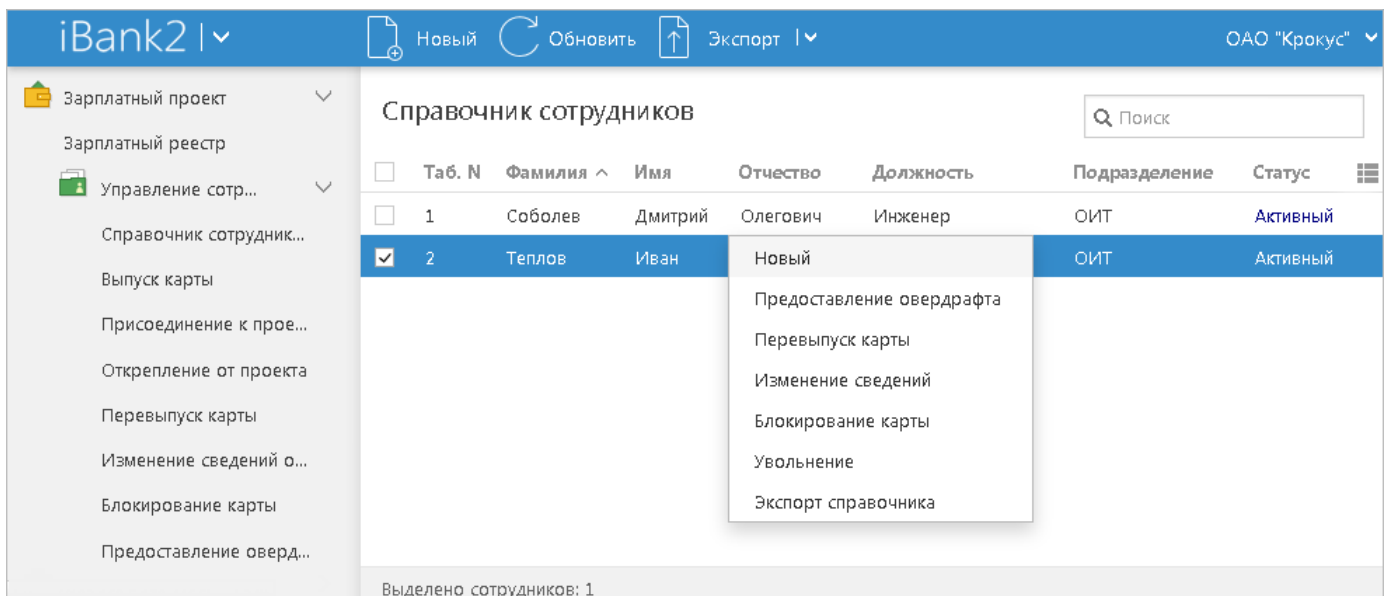 iBank2
Новый
Обновить
Экспорт
ОАО "Крокус"
Зарплатный проект
Зарплатный реестр
Управление сотр...
Справочник сотрудник...
Выпуск карты
Присоединение к прое...
Открепление от проекта
Перевыпуск карты
Изменение сведений о...
Блокирование карты
Предоставление оверд...
Справочник сотрудников
Поиск
Таб. N Фамилия Имя Отчество Должность Подразделение Статус
1 Соболев Дмитрий Олегович Инженер ОИТ Активный
2 Теплов Иван ОИТ Активный
Новый
Предоставление овердрафта
Перевыпуск карты
Изменение сведений
Блокирование карты
Увольнение
Экспорт справочника
Выделено сотрудников: 1